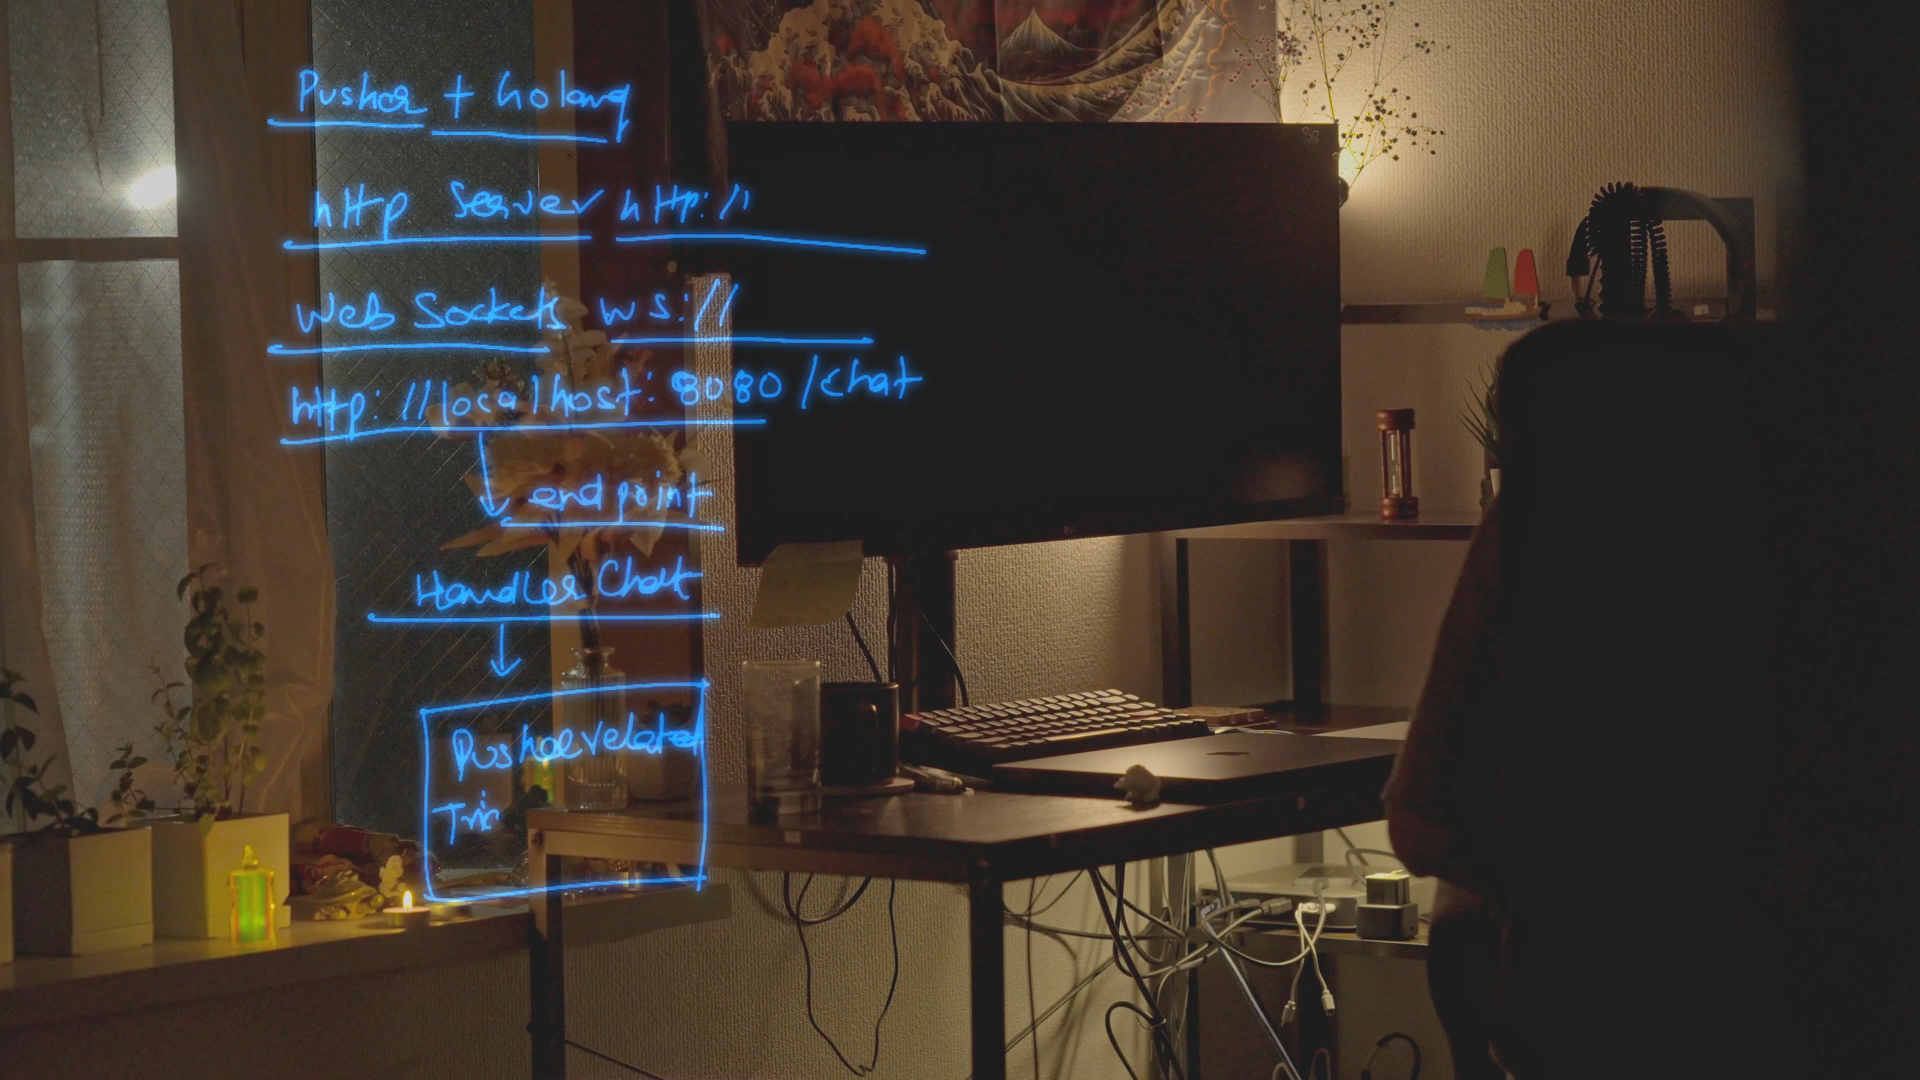 Pusher + Golang
http Server http://
Web Sockets ws://
http://localhost:8080/chat
endpoint
Handler Chat
Pusher related